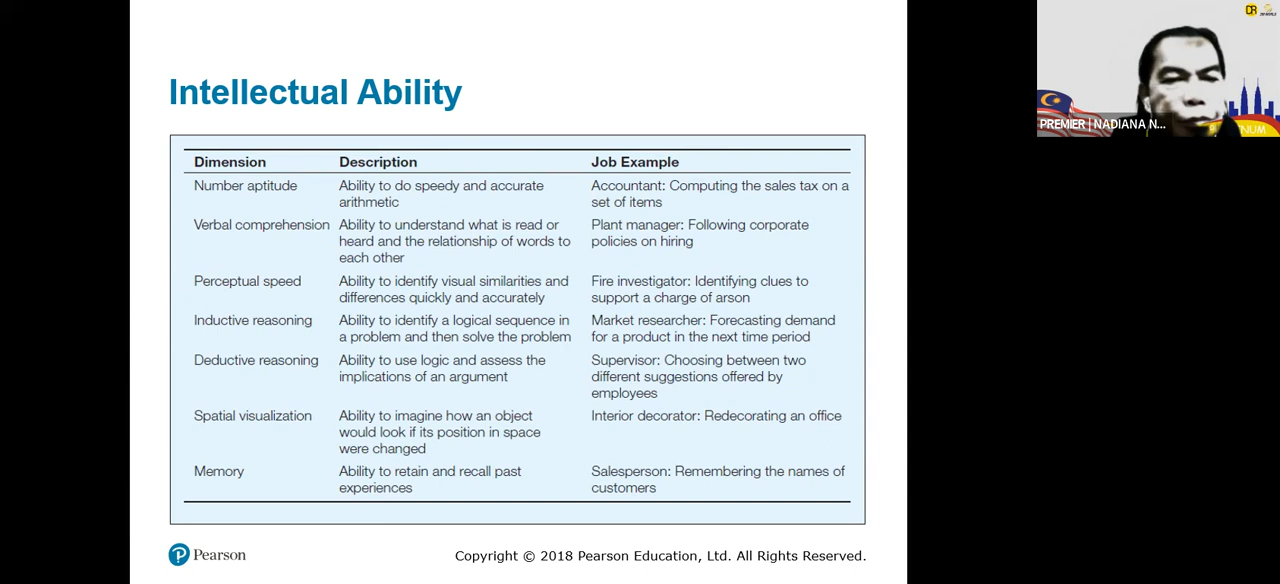 Intellectual Ability
Dimension Description Job Example
Number aptitude Ability to do speedy and accurate arithmetic Accountant: Computing the sales tax on a set of items
Verbal comprehension Ability to understand what is read or heard and the relationship of words to each other Plant manager: Following corporate policies on hiring
Perceptual speed Ability to identify visual similarities and differences quickly and accurately Fire investigator: Identifying clues to support a charge of arson
Inductive reasoning Ability to identify a logical sequence in a problem and then solve the problem Market researcher: Forecasting demand for a product in the next time period
Deductive reasoning Ability to use logic and assess the implications of an argument Supervisor: Choosing between two different suggestions offered by employees
Spatial visualization Ability to imagine how an object would look if its position in space were changed Interior decorator: Redecorating an office
Memory Ability to retain and recall past experiences Salesperson: Remembering the names of customers
Pearson
Copyright © 2018 Pearson Education, Ltd. All Rights Reserved.
DR
PREMIER | NADIANA N...